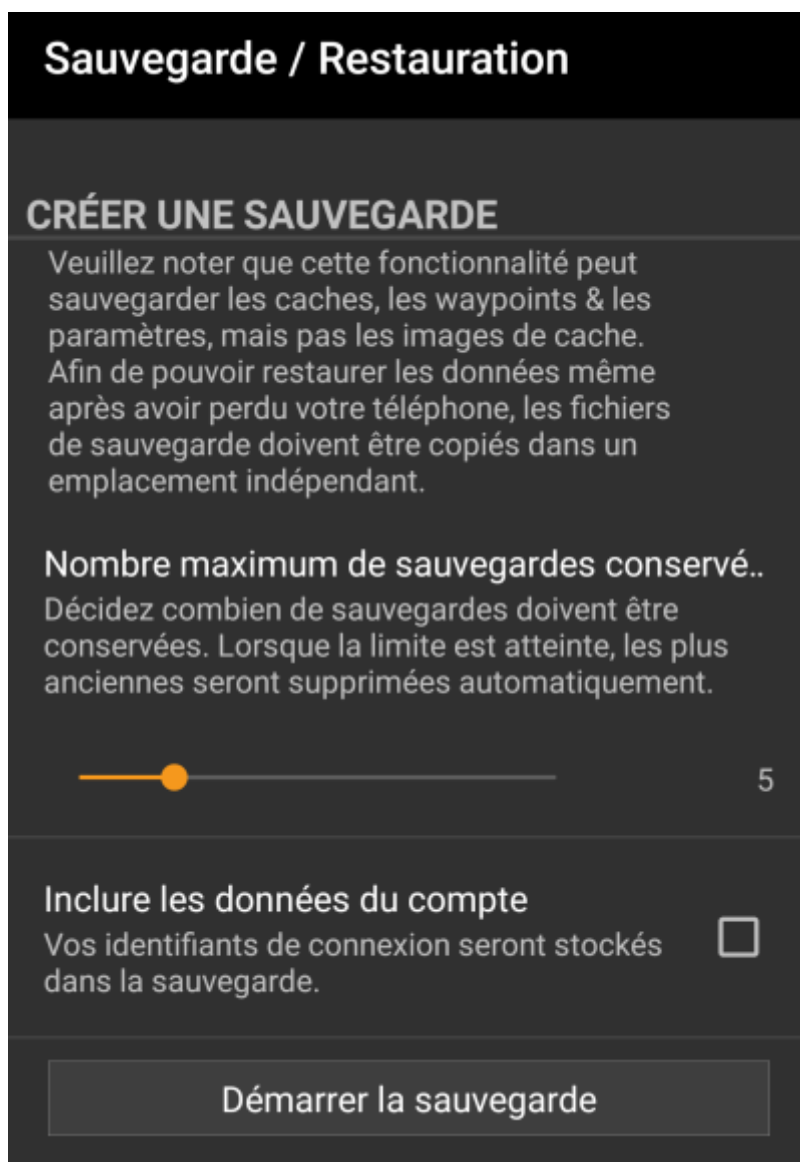 Sauvegarde / Restauration
CRÉER UNE SAUVEGARDE
Veuillez noter que cette fonctionnalité peut
sauvegarder les caches, les waypoints & les
paramètres, mais pas les images de cache.
Afin de pouvoir restaurer les données même
après avoir perdu votre téléphone, les fichiers
de sauvegarde doivent être copiés dans un
emplacement indépendant.
Nombre maximum de sauvegardes conservé..
Décidez combien de sauvegardes doivent être
conservées. Lorsque la limite est atteinte, les plus
anciennes seront supprimées automatiquement.
5
Inclure les données du compte
Vos identifiants de connexion seront stockés
dans la sauvegarde.
Démarrer la sauvegarde